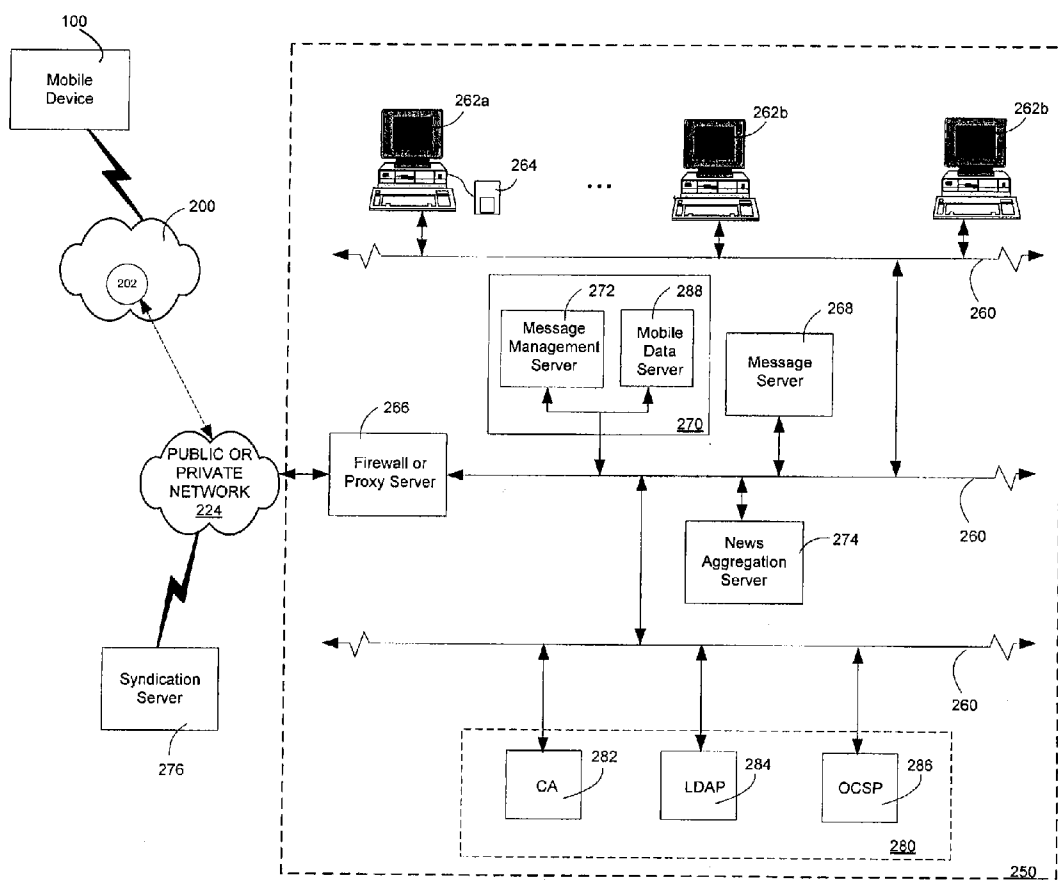 100
Mobile
Device
200
202
PUBLIC OR
PRIVATE
NETWORK
224
Syndication
Server
276
262a
264
...
262b
262b
260
272
Message
Management
Server
288
Mobile
Data
Server
270
268
Message
Server
266
Firewall or
Proxy Server
260
News
Aggregation
Server
274
260
CA
282
LDAP
284
OCSP
286
280
250